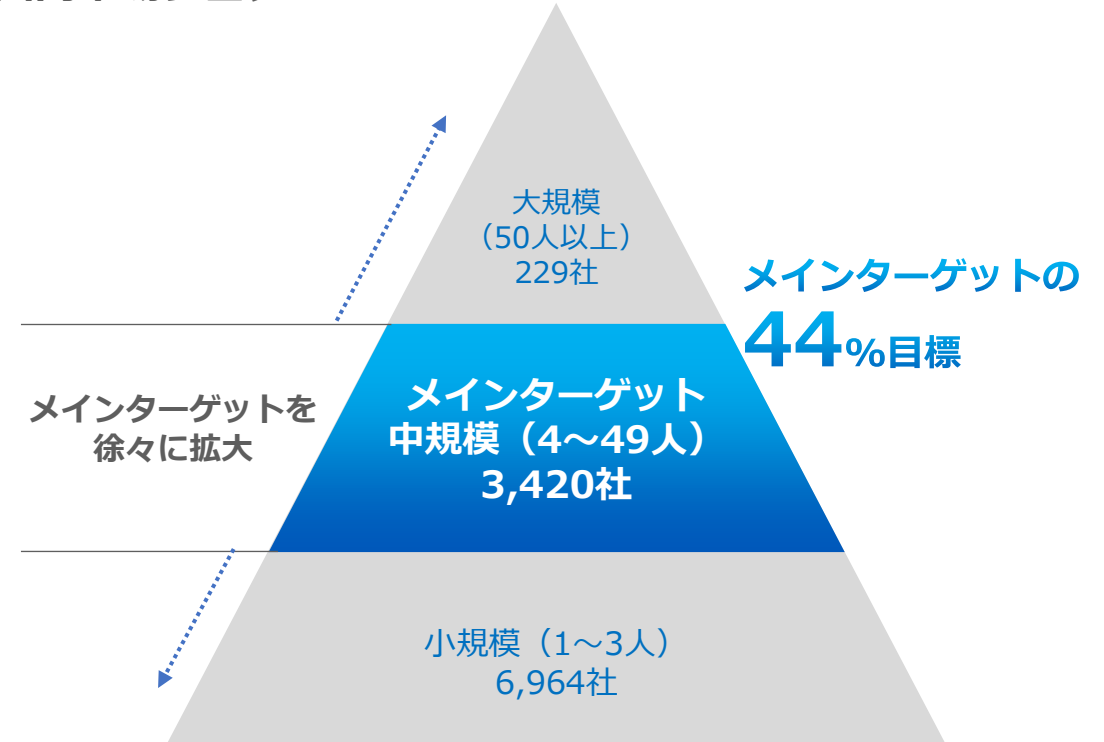 大規模
（50人以上）
229社
メインターゲットの
44%目標
メインターゲットを
徐々に拡大
メインターゲット
中規模（4～49人）
3,420社
小規模（1～3人）
6,964社